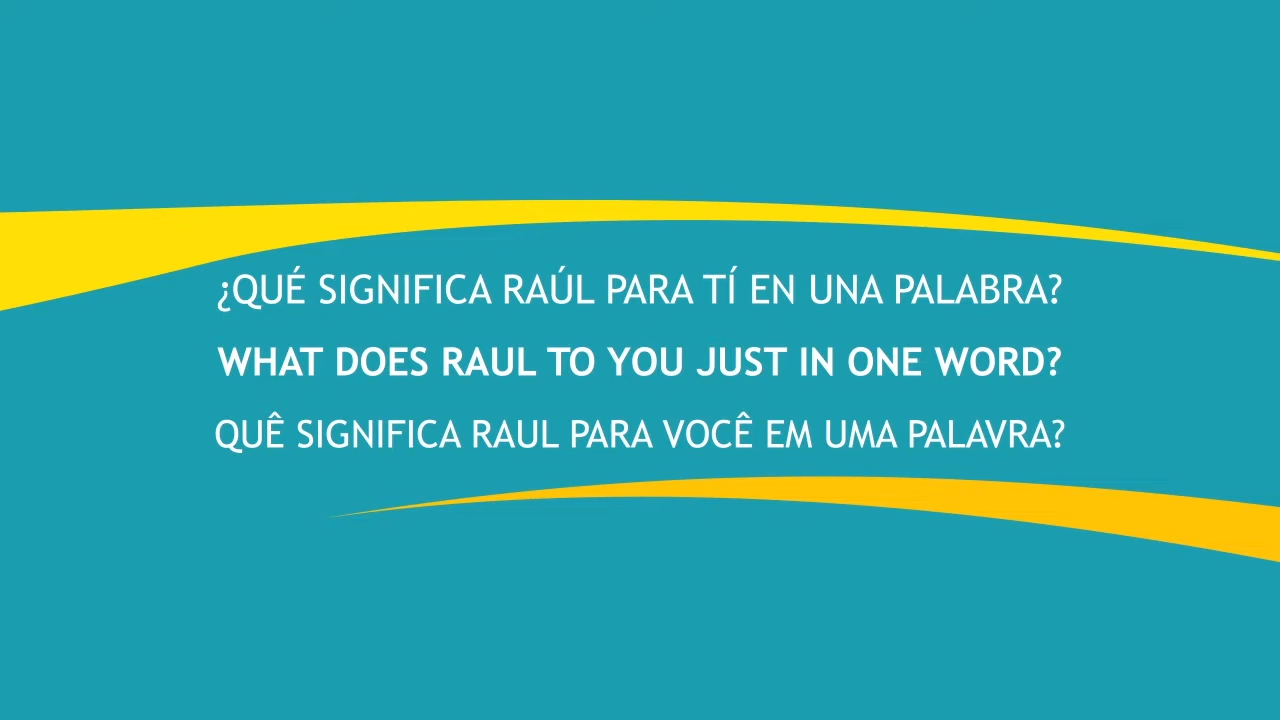 ¿QUÉ SIGNIFICA RAÚL PARA TÍ EN UNA PALABRA?
WHAT DOES RAUL TO YOU JUST IN ONE WORD?
QUÊ SIGNIFICA RAUL PARA VOCÊ EM UMA PALAVRA?